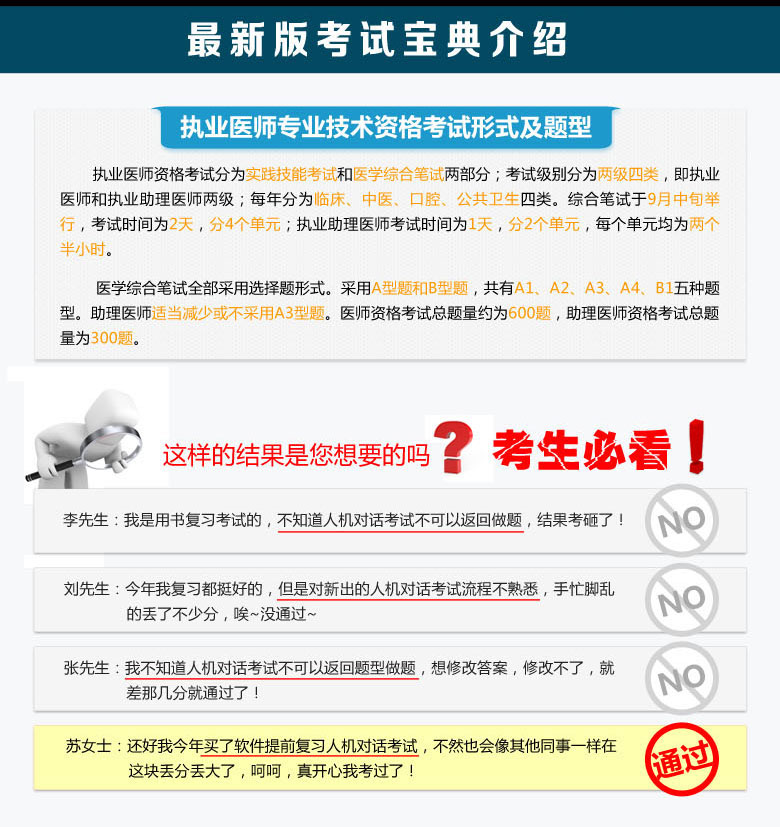 最新版考试宝典介绍
执业医师专业技术资格考试形式及题型
执业医师资格考试分为实践技能考试和医学综合笔试两部分；考试级别分为两级四类，即执业
医师和执业助理医师两级；每年分为临床、中医、口腔、公共卫生四类。综合笔试于9月中旬举
行，考试时间为2天，分4个单元；执业助理医师考试时间为1天，分2个单元，每个单元均为两个
半小时。
医学综合笔试全部采用选择题形式。采用A型题和B型题，共有A1、A2、A3、A4、B1五种题
型。助理医师适当减少或不采用A3型题。医师资格考试总题量约为600题，助理医师资格考试总题
量为300题。
这样的结果是您想要的吗？考生必看！
李先生：我是用书复习考试的，不知道人机对话考试不可以返回做题，结果考砸了！
NO
刘先生：今年我复习都挺好的，但是对新出的人机对话考试流程不熟悉，手忙脚乱
的丢了不少分，唉~没通过~
NO
张先生：我不知道人机对话考试不可以返回题型做题，想修改答案，修改不了，就
差那几分就通过了！
NO
苏女士：还好我今年买了软件提前复习人机对话考试，不然也会像其他同事一样在
这块丢分丢大了，呵呵，真开心我考过了！
通过